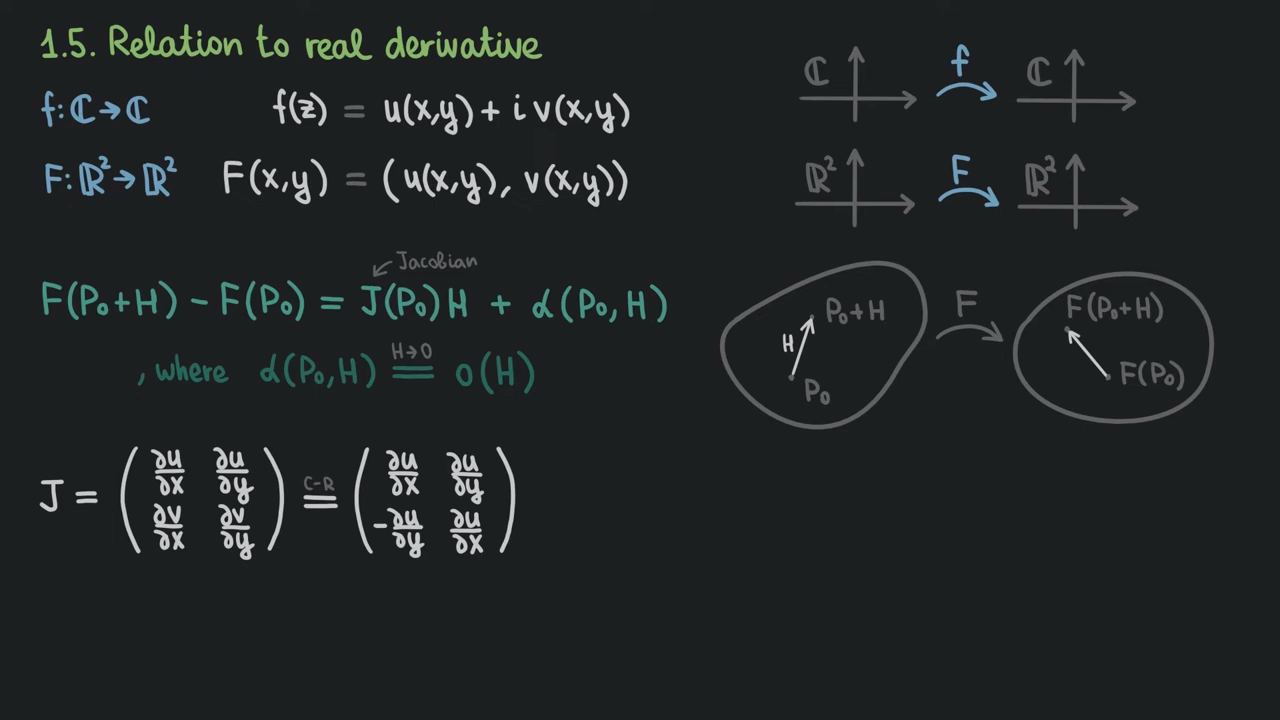 1.5. Relation to real derivative
f: ℂ → ℂ f(z) = u(x,y) + i v(x,y)
F: ℝ² → ℝ² F(x,y) = (u(x,y), v(x,y))
Jacobian
F(P₀+H) - F(P₀) = J(P₀)H + α(P₀,H)
, where α(P₀,H) =^{H→0} o(H)
J = ( ∂u/∂x ∂u/∂y ; ∂v/∂x ∂v/∂y ) =^{C-R} ( ∂u/∂x ∂u/∂y ; -∂u/∂y ∂u/∂x )
ℂ f ℂ
ℝ² F ℝ²
P₀+H F F(P₀+H)
H
P₀ F(P₀)